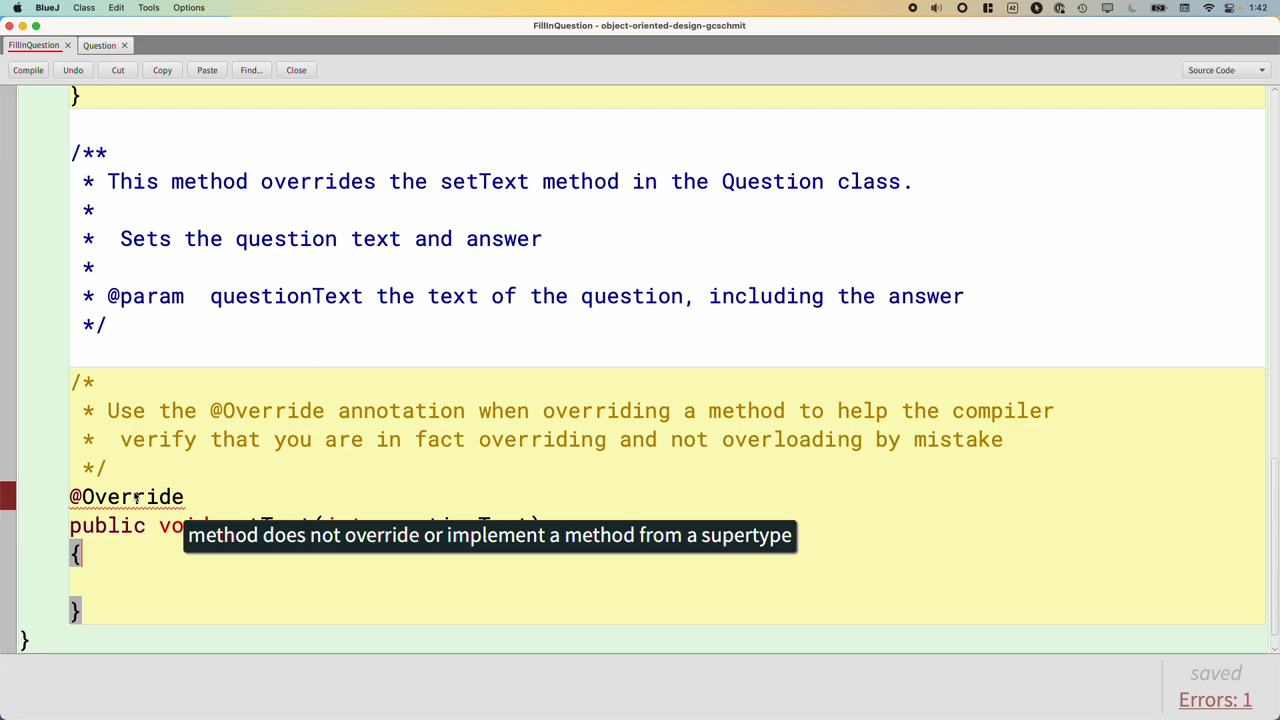 BlueJ Class Edit Tools Options 42 1:42
FillInQuestion - object-oriented-design-gcschmit
FillInQuestion × Question ×
Compile Undo Cut Copy Paste Find... Close Source Code
}
/**
* This method overrides the setText method in the Question class.
*
* Sets the question text and answer
*
* @param questionText the text of the question, including the answer
*/
/*
* Use the @Override annotation when overriding a method to help the compiler
* verify that you are in fact overriding and not overloading by mistake
*/
@Override
public
method does not override or implement a method from a supertype
{
}
}
saved
Errors: 1